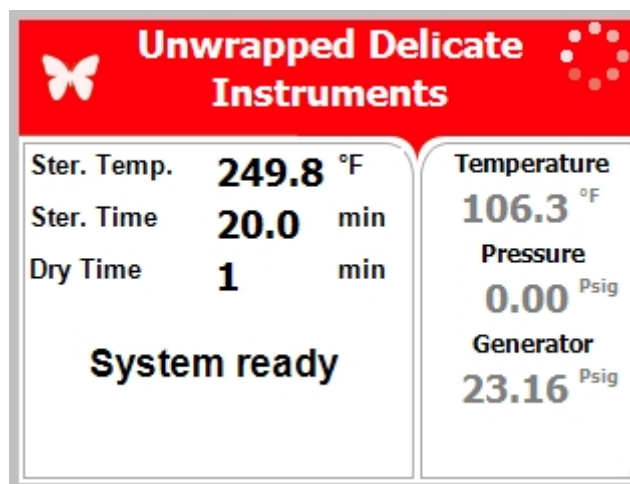 Unwrapped Delicate
Instruments
Ster. Temp. 249.8 °F
Ster. Time 20.0 min
Dry Time 1 min
System ready
Temperature
106.3 °F
Pressure
0.00 Psig
Generator
23.16 Psig